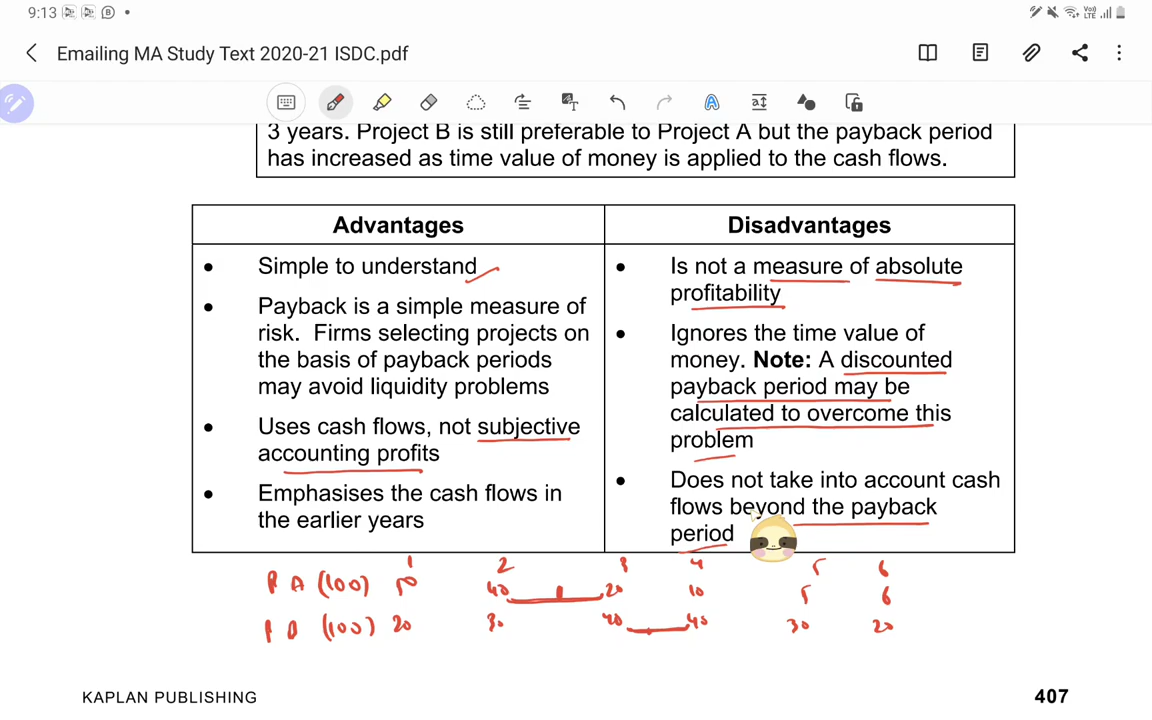 9:13
VoD LTE
Emailing MA Study Text 2020-21 ISDC.pdf
3 years. Project B is still preferable to Project A but the payback period
has increased as time value of money is applied to the cash flows.
Advantages
• Simple to understand
• Payback is a simple measure of
risk. Firms selecting projects on
the basis of payback periods
may avoid liquidity problems
• Uses cash flows, not subjective
accounting profits
• Emphasises the cash flows in
the earlier years
Disadvantages
• Is not a measure of absolute
profitability
• Ignores the time value of
money. Note: A discounted
payback period may be
calculated to overcome this
problem
• Does not take into account cash
flows beyond the payback
period
1 2 3 4 5 6
P A (100) 50 40 20 10 5 6
P B (100) 20 30 40 40 30 20
KAPLAN PUBLISHING
407